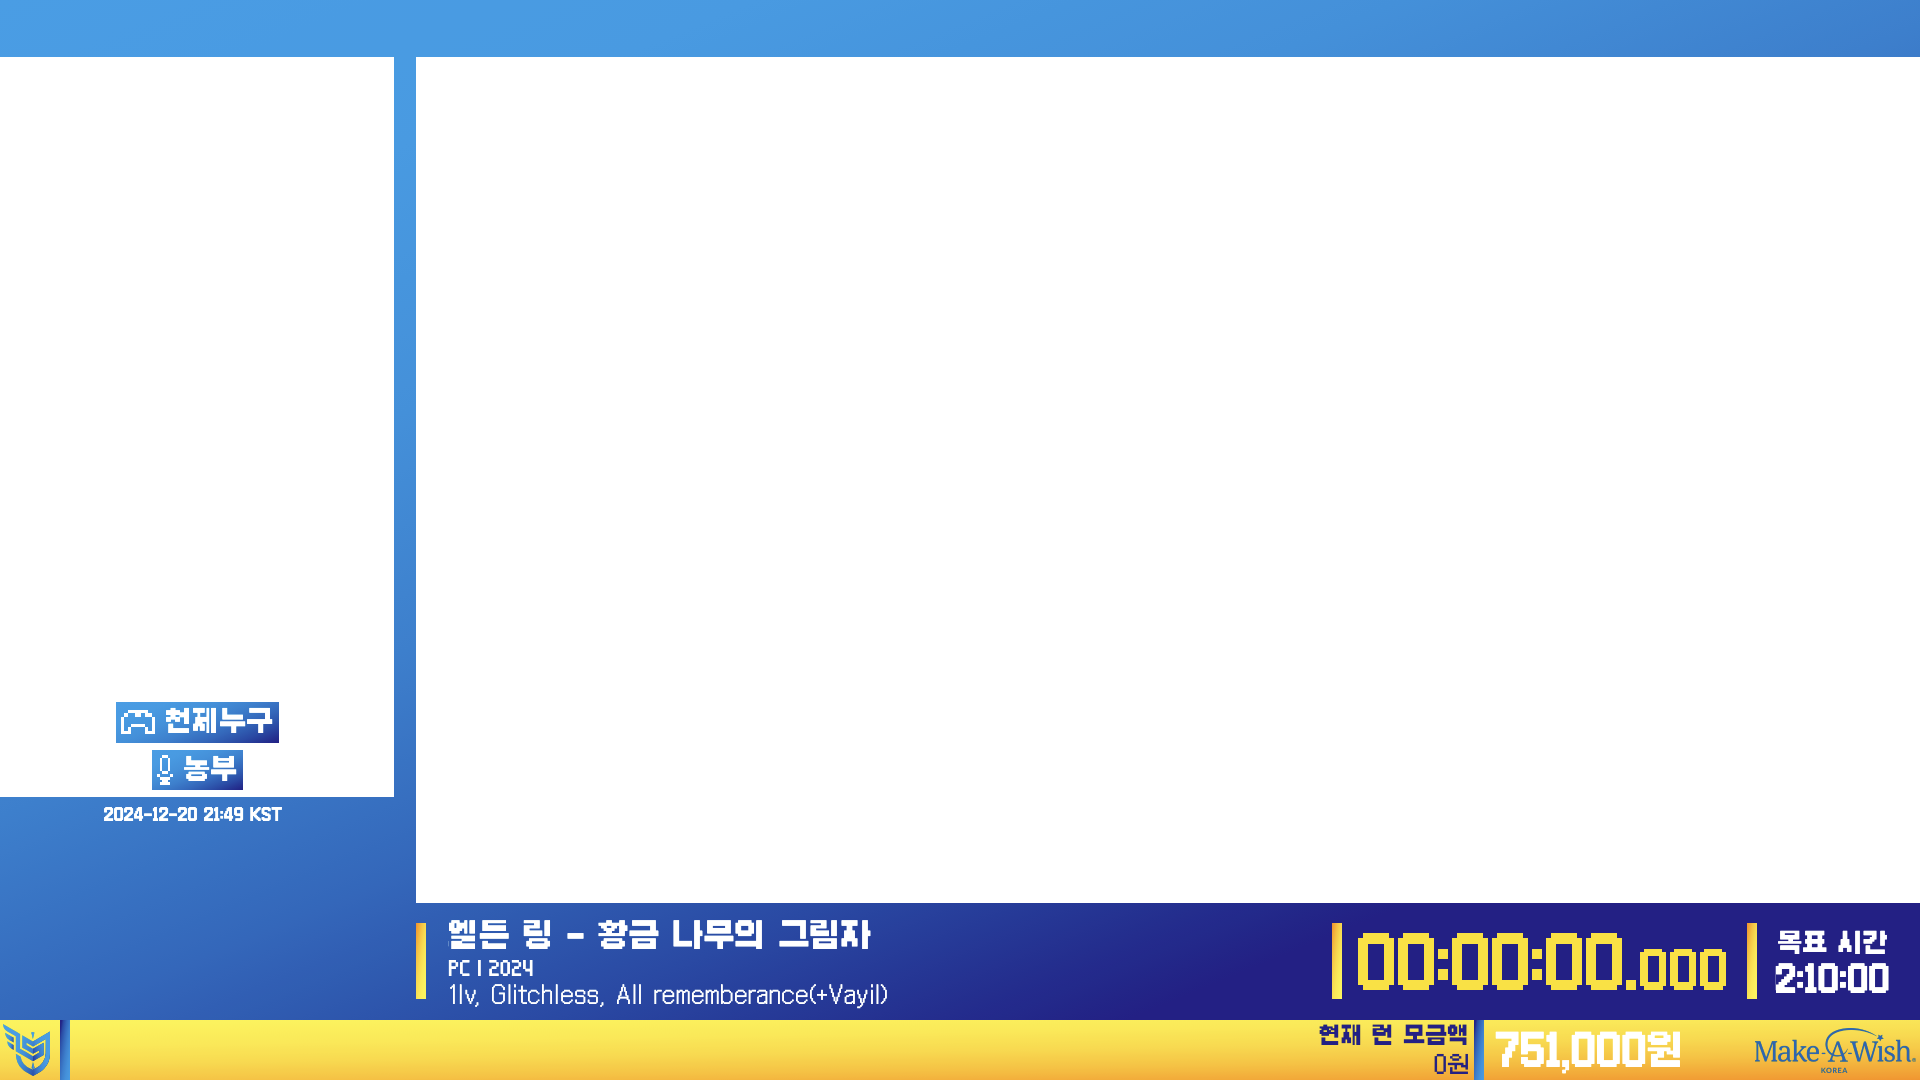 천제누구
농부
2024-12-20 21:49 KST
엘든 링 - 황금 나무의 그림자
PC | 2024
1lv, Glitchless, All rememberance(+Vayil)
00:00:00.000
목표 시간
2:10:00
현재 런 모금액
0원
751,000원
Make-A-Wish®
KOREA